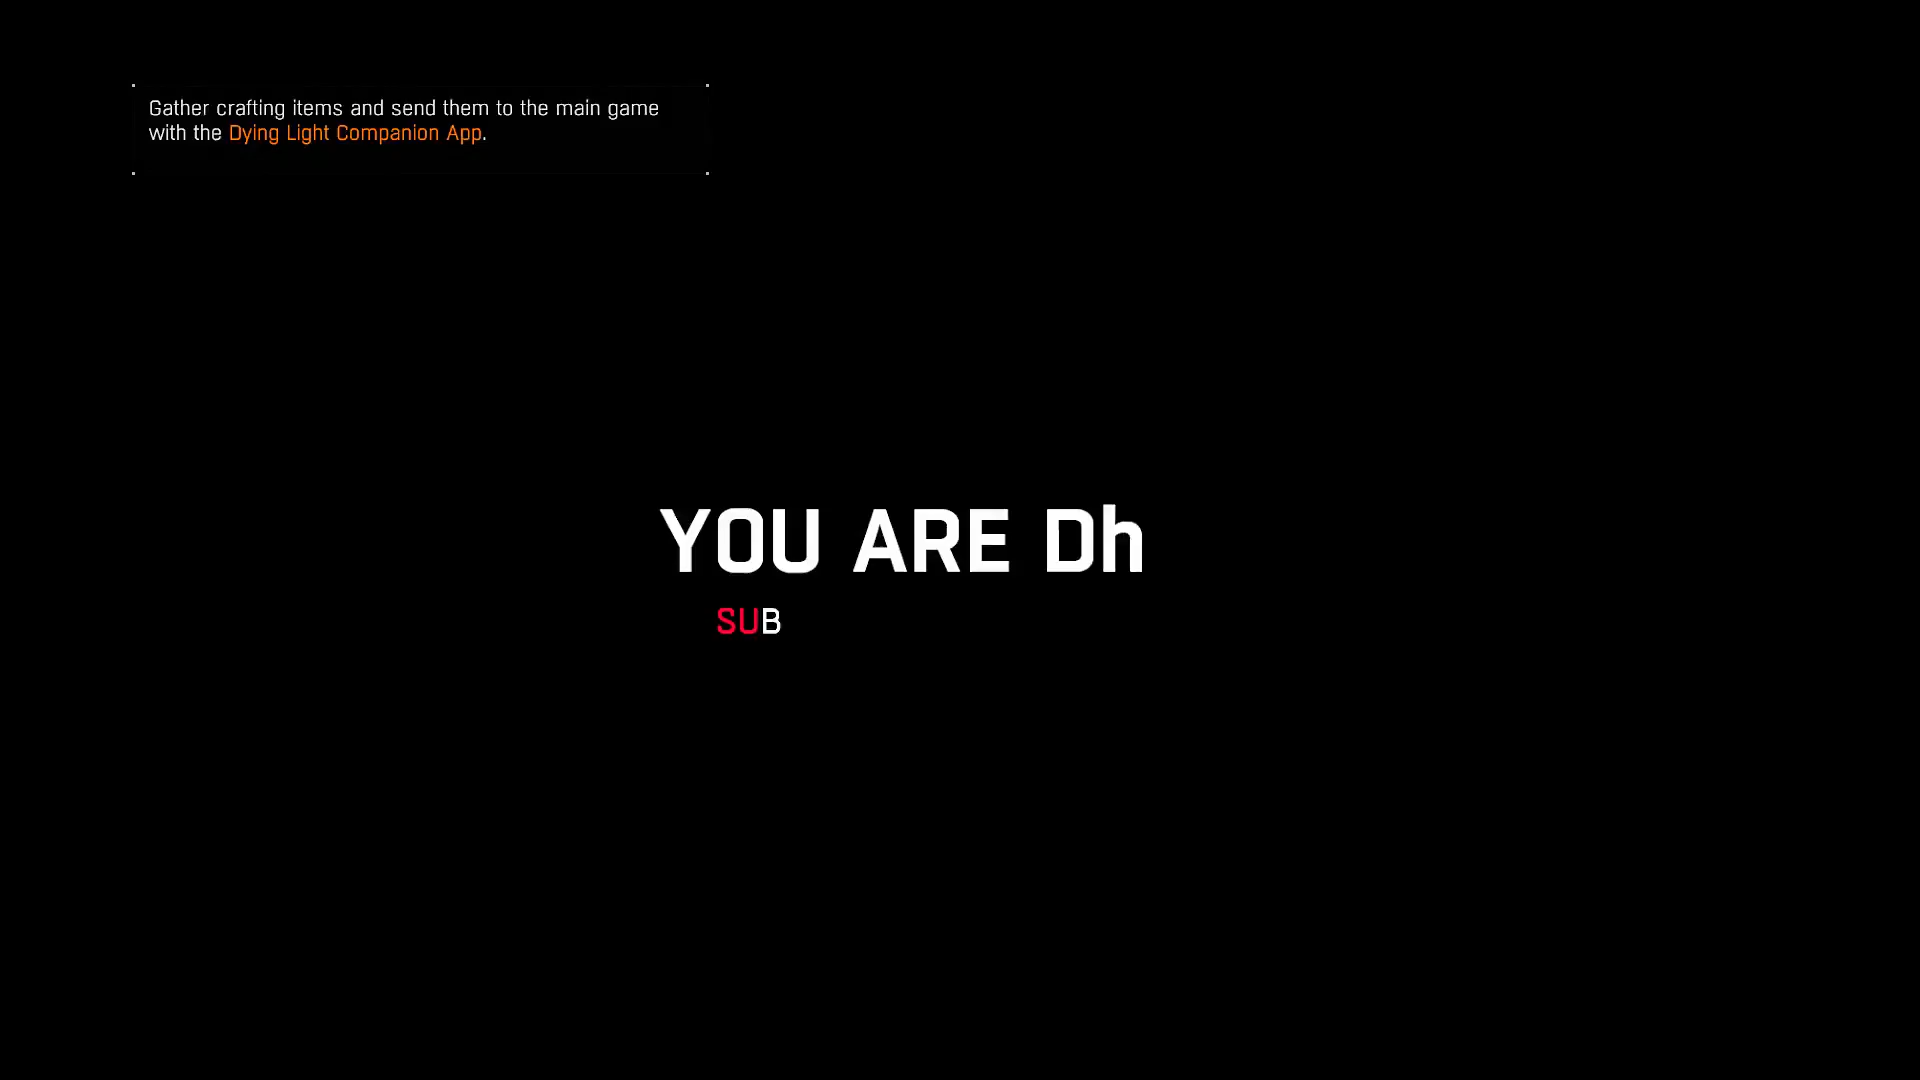 Gather crafting items and send them to the main game
with the Dying Light Companion App.
YOU ARE Dh
SUB